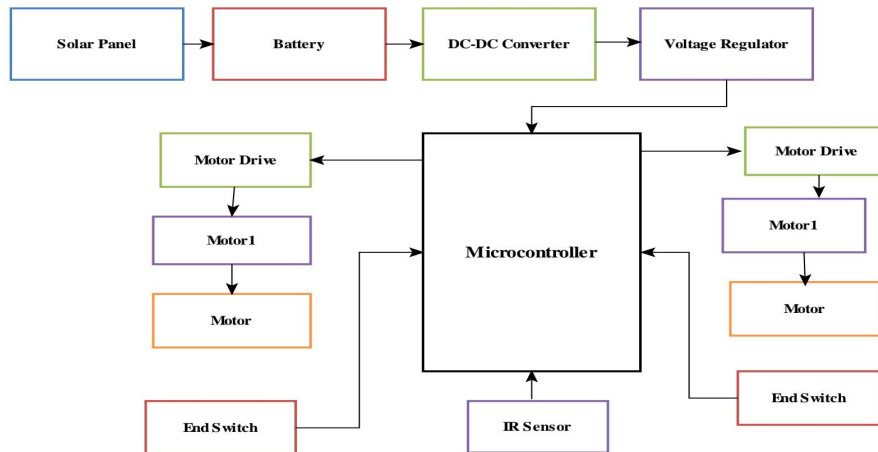 Solar Panel
Battery
DC-DC Converter
Voltage Regulator
Motor Drive
Motor Drive
Motor1
Motor1
Microcontroller
Motor
Motor
End Switch
IR Sensor
End Switch